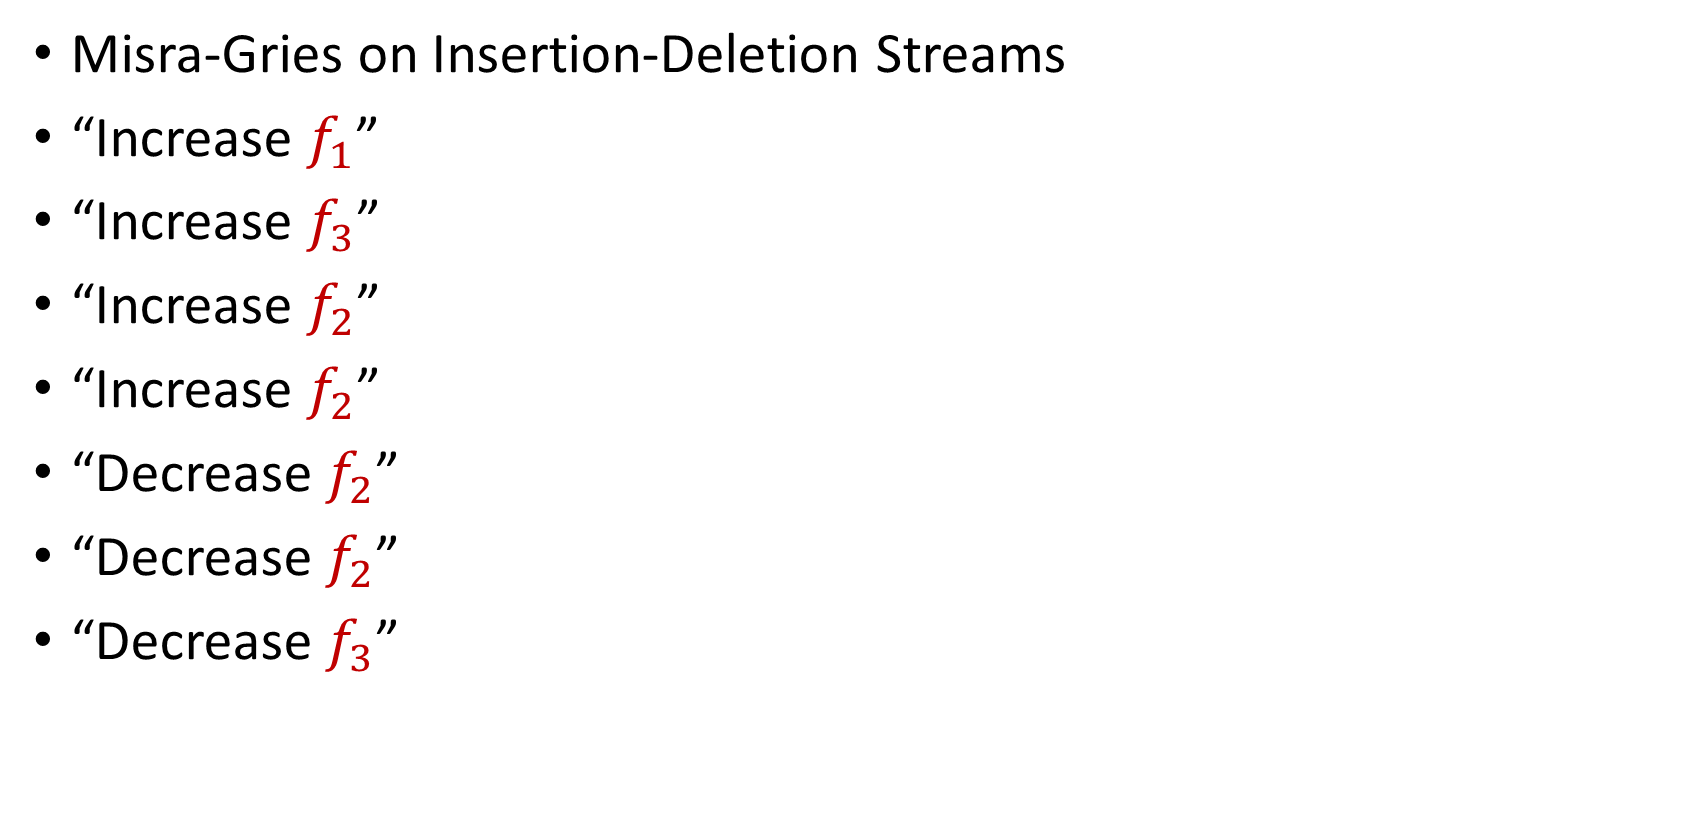 • Misra-Gries on Insertion-Deletion Streams
• “Increase f₁”
• “Increase f₃”
• “Increase f₂”
• “Increase f₂”
• “Decrease f₂”
• “Decrease f₂”
• “Decrease f₃”